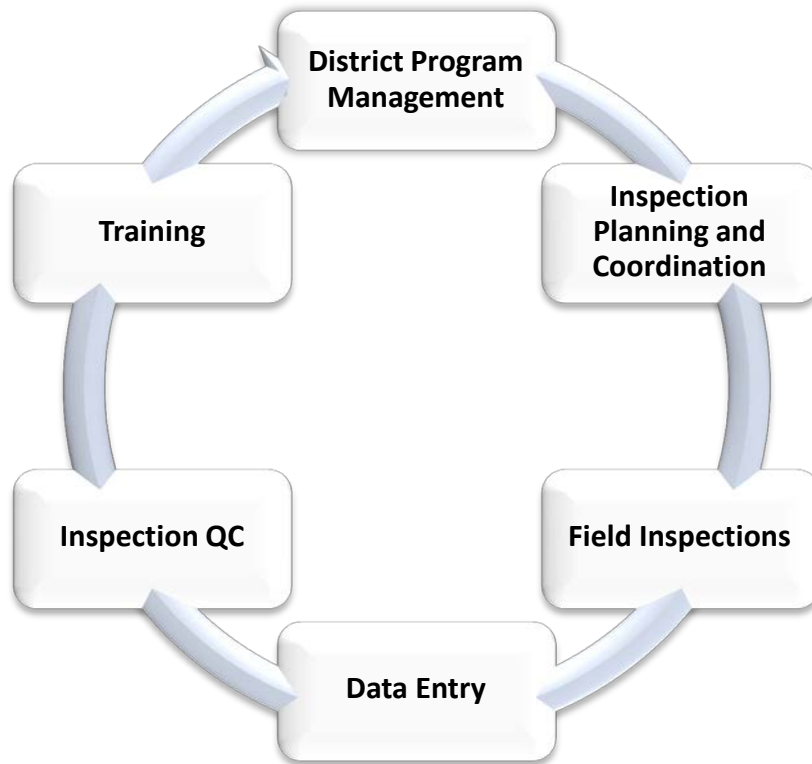 District Program
Management
Inspection
Planning and
Coordination
Field Inspections
Data Entry
Inspection QC
Training